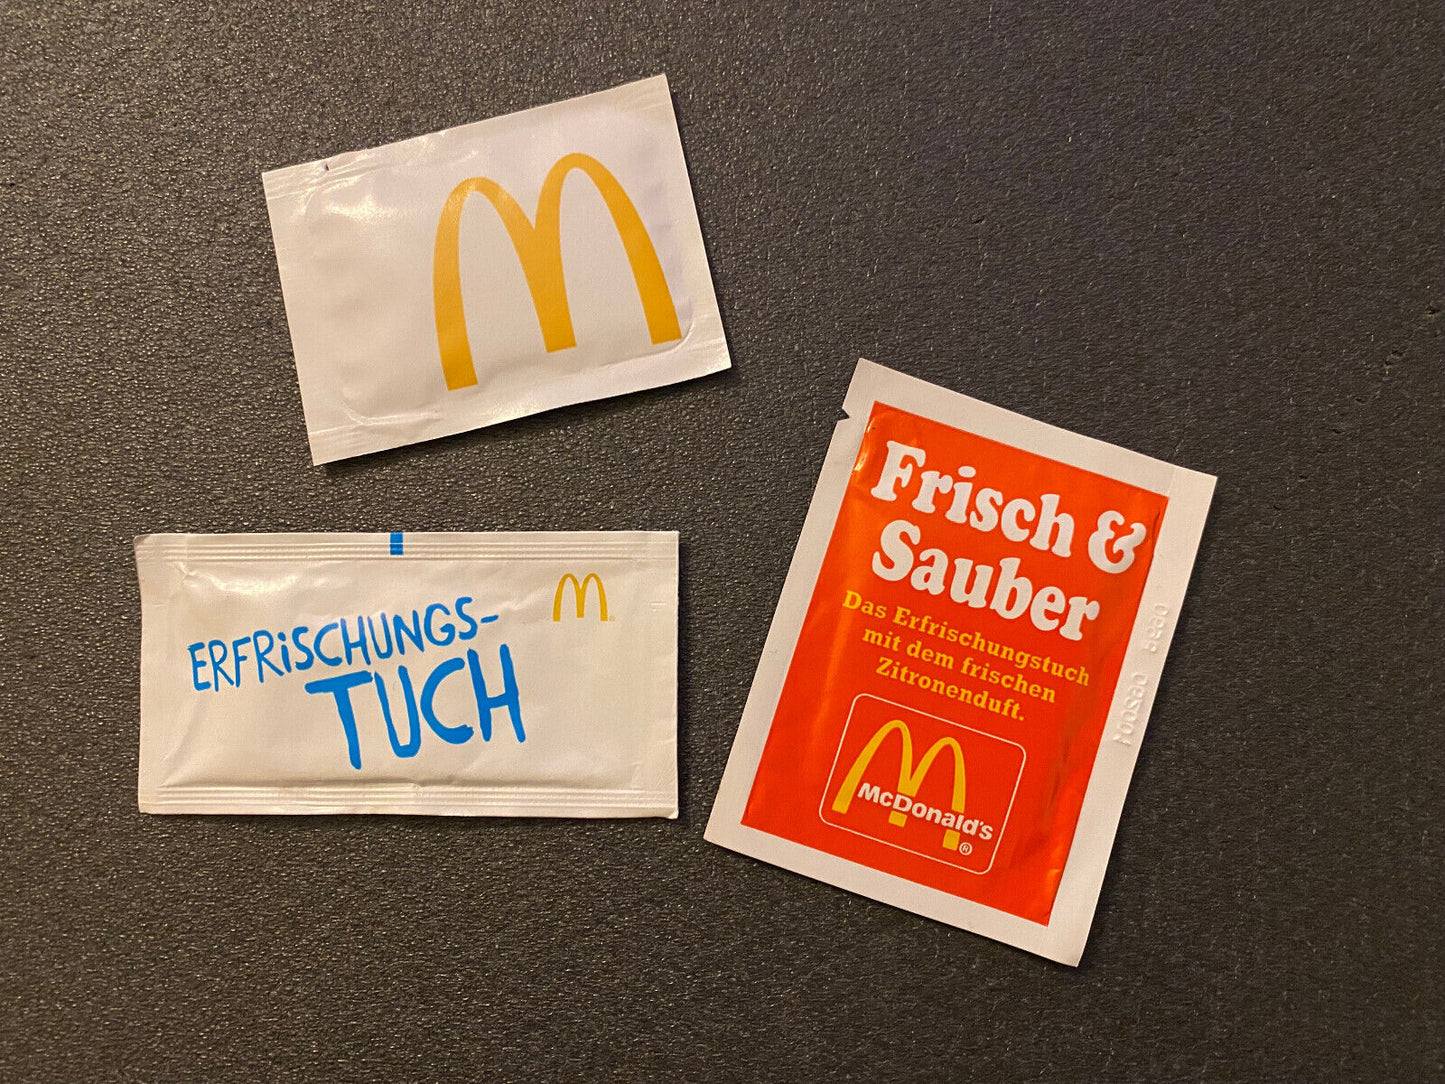 ERFRiSCHUNGS-
TUCH
Frisch &
Sauber
Das Erfrischungstuch
mit dem frischen
Zitronenduft.
McDonald's
®